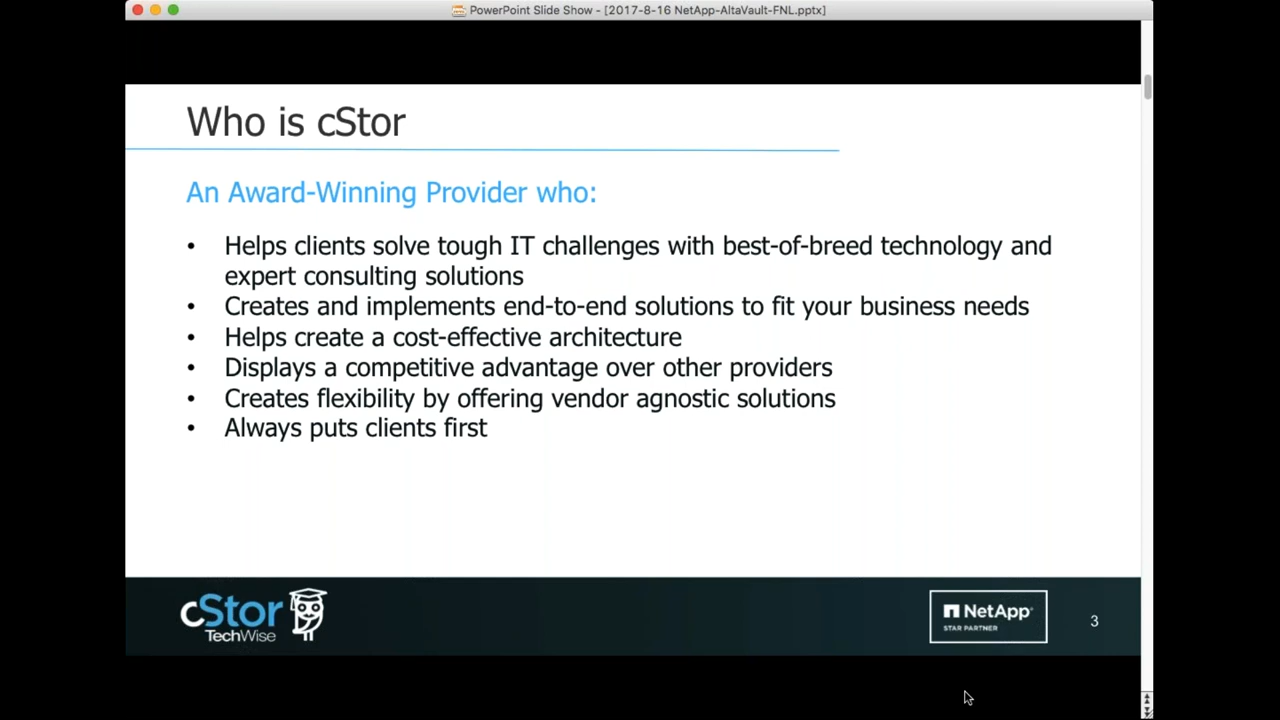 PowerPoint Slide Show - [2017-8-16 NetApp-AltaVault-FNL.pptx]
Who is cStor
An Award-Winning Provider who:
• Helps clients solve tough IT challenges with best-of-breed technology and
expert consulting solutions
• Creates and implements end-to-end solutions to fit your business needs
• Helps create a cost-effective architecture
• Displays a competitive advantage over other providers
• Creates flexibility by offering vendor agnostic solutions
• Always puts clients first
cStor
TechWise
NetApp
STAR PARTNER
3